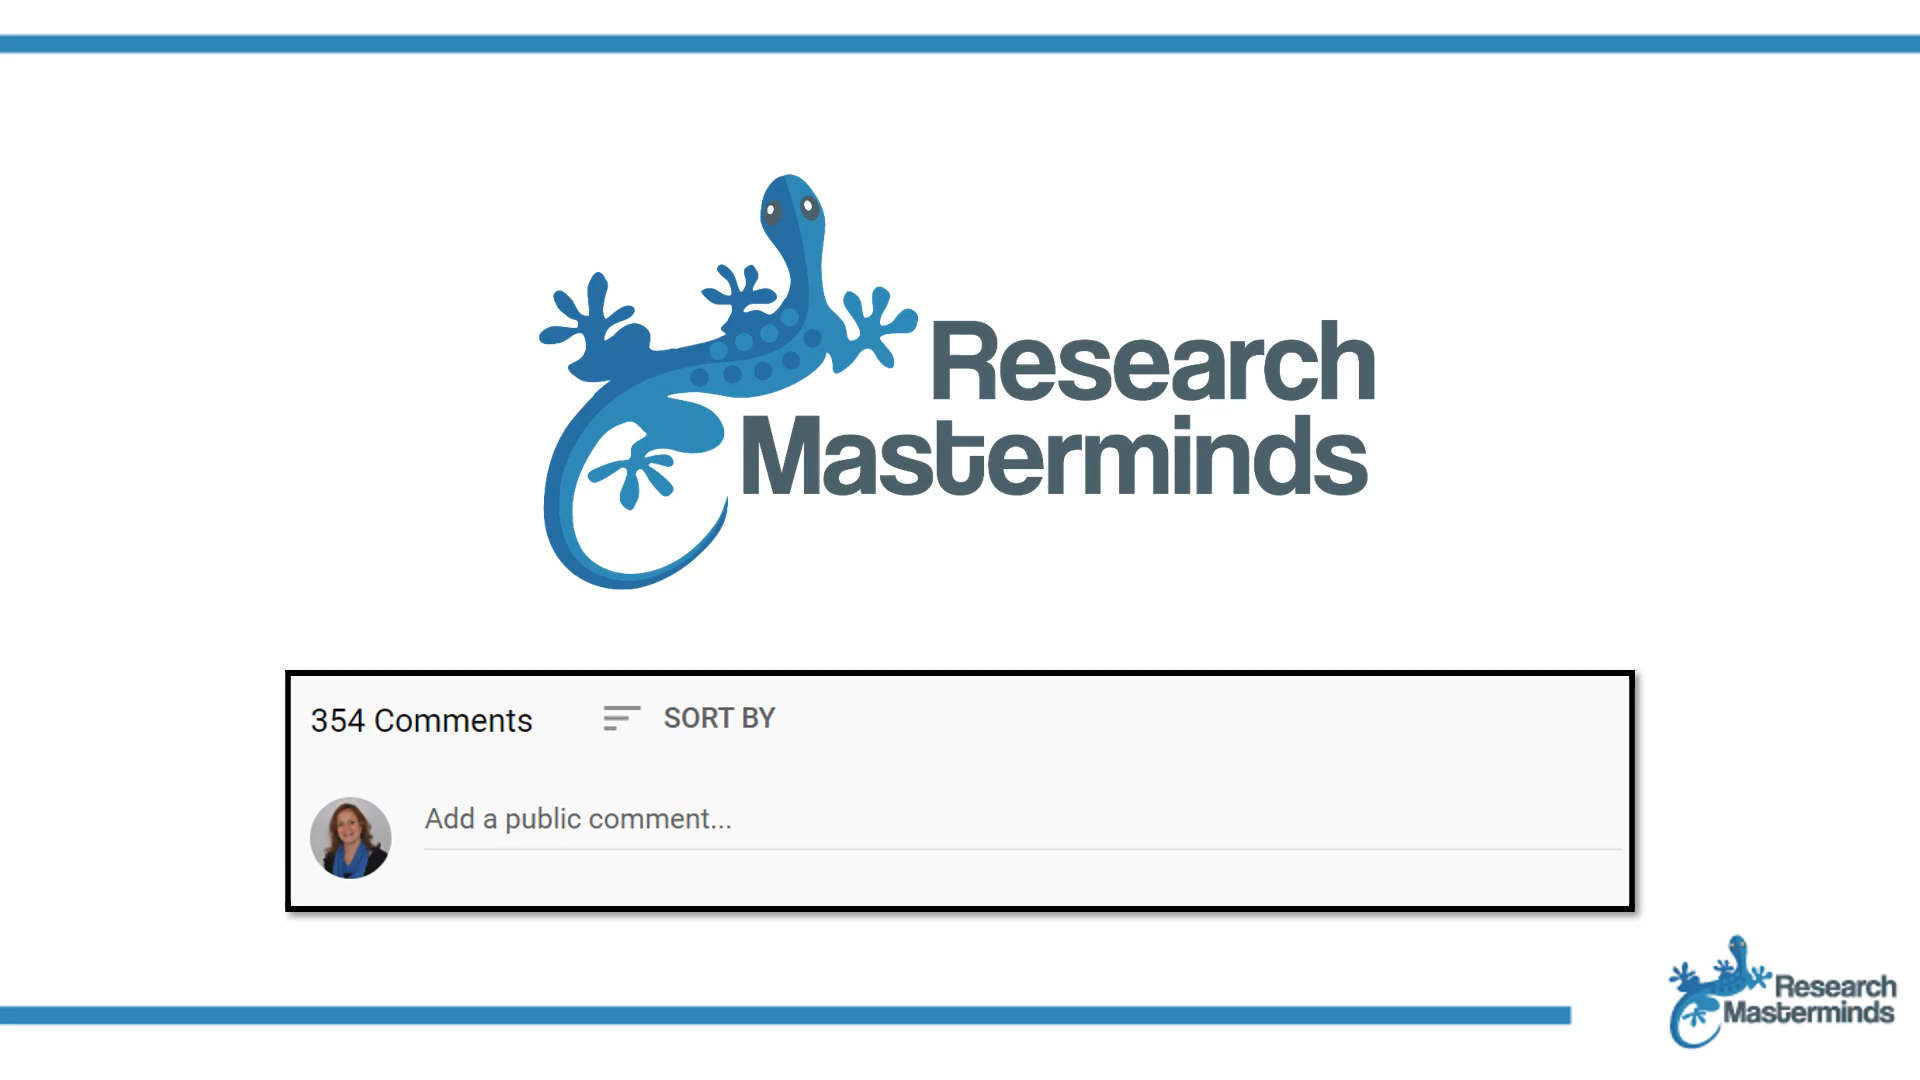 Research
Masterminds
354 Comments SORT BY
Add a public comment...
Research
Masterminds